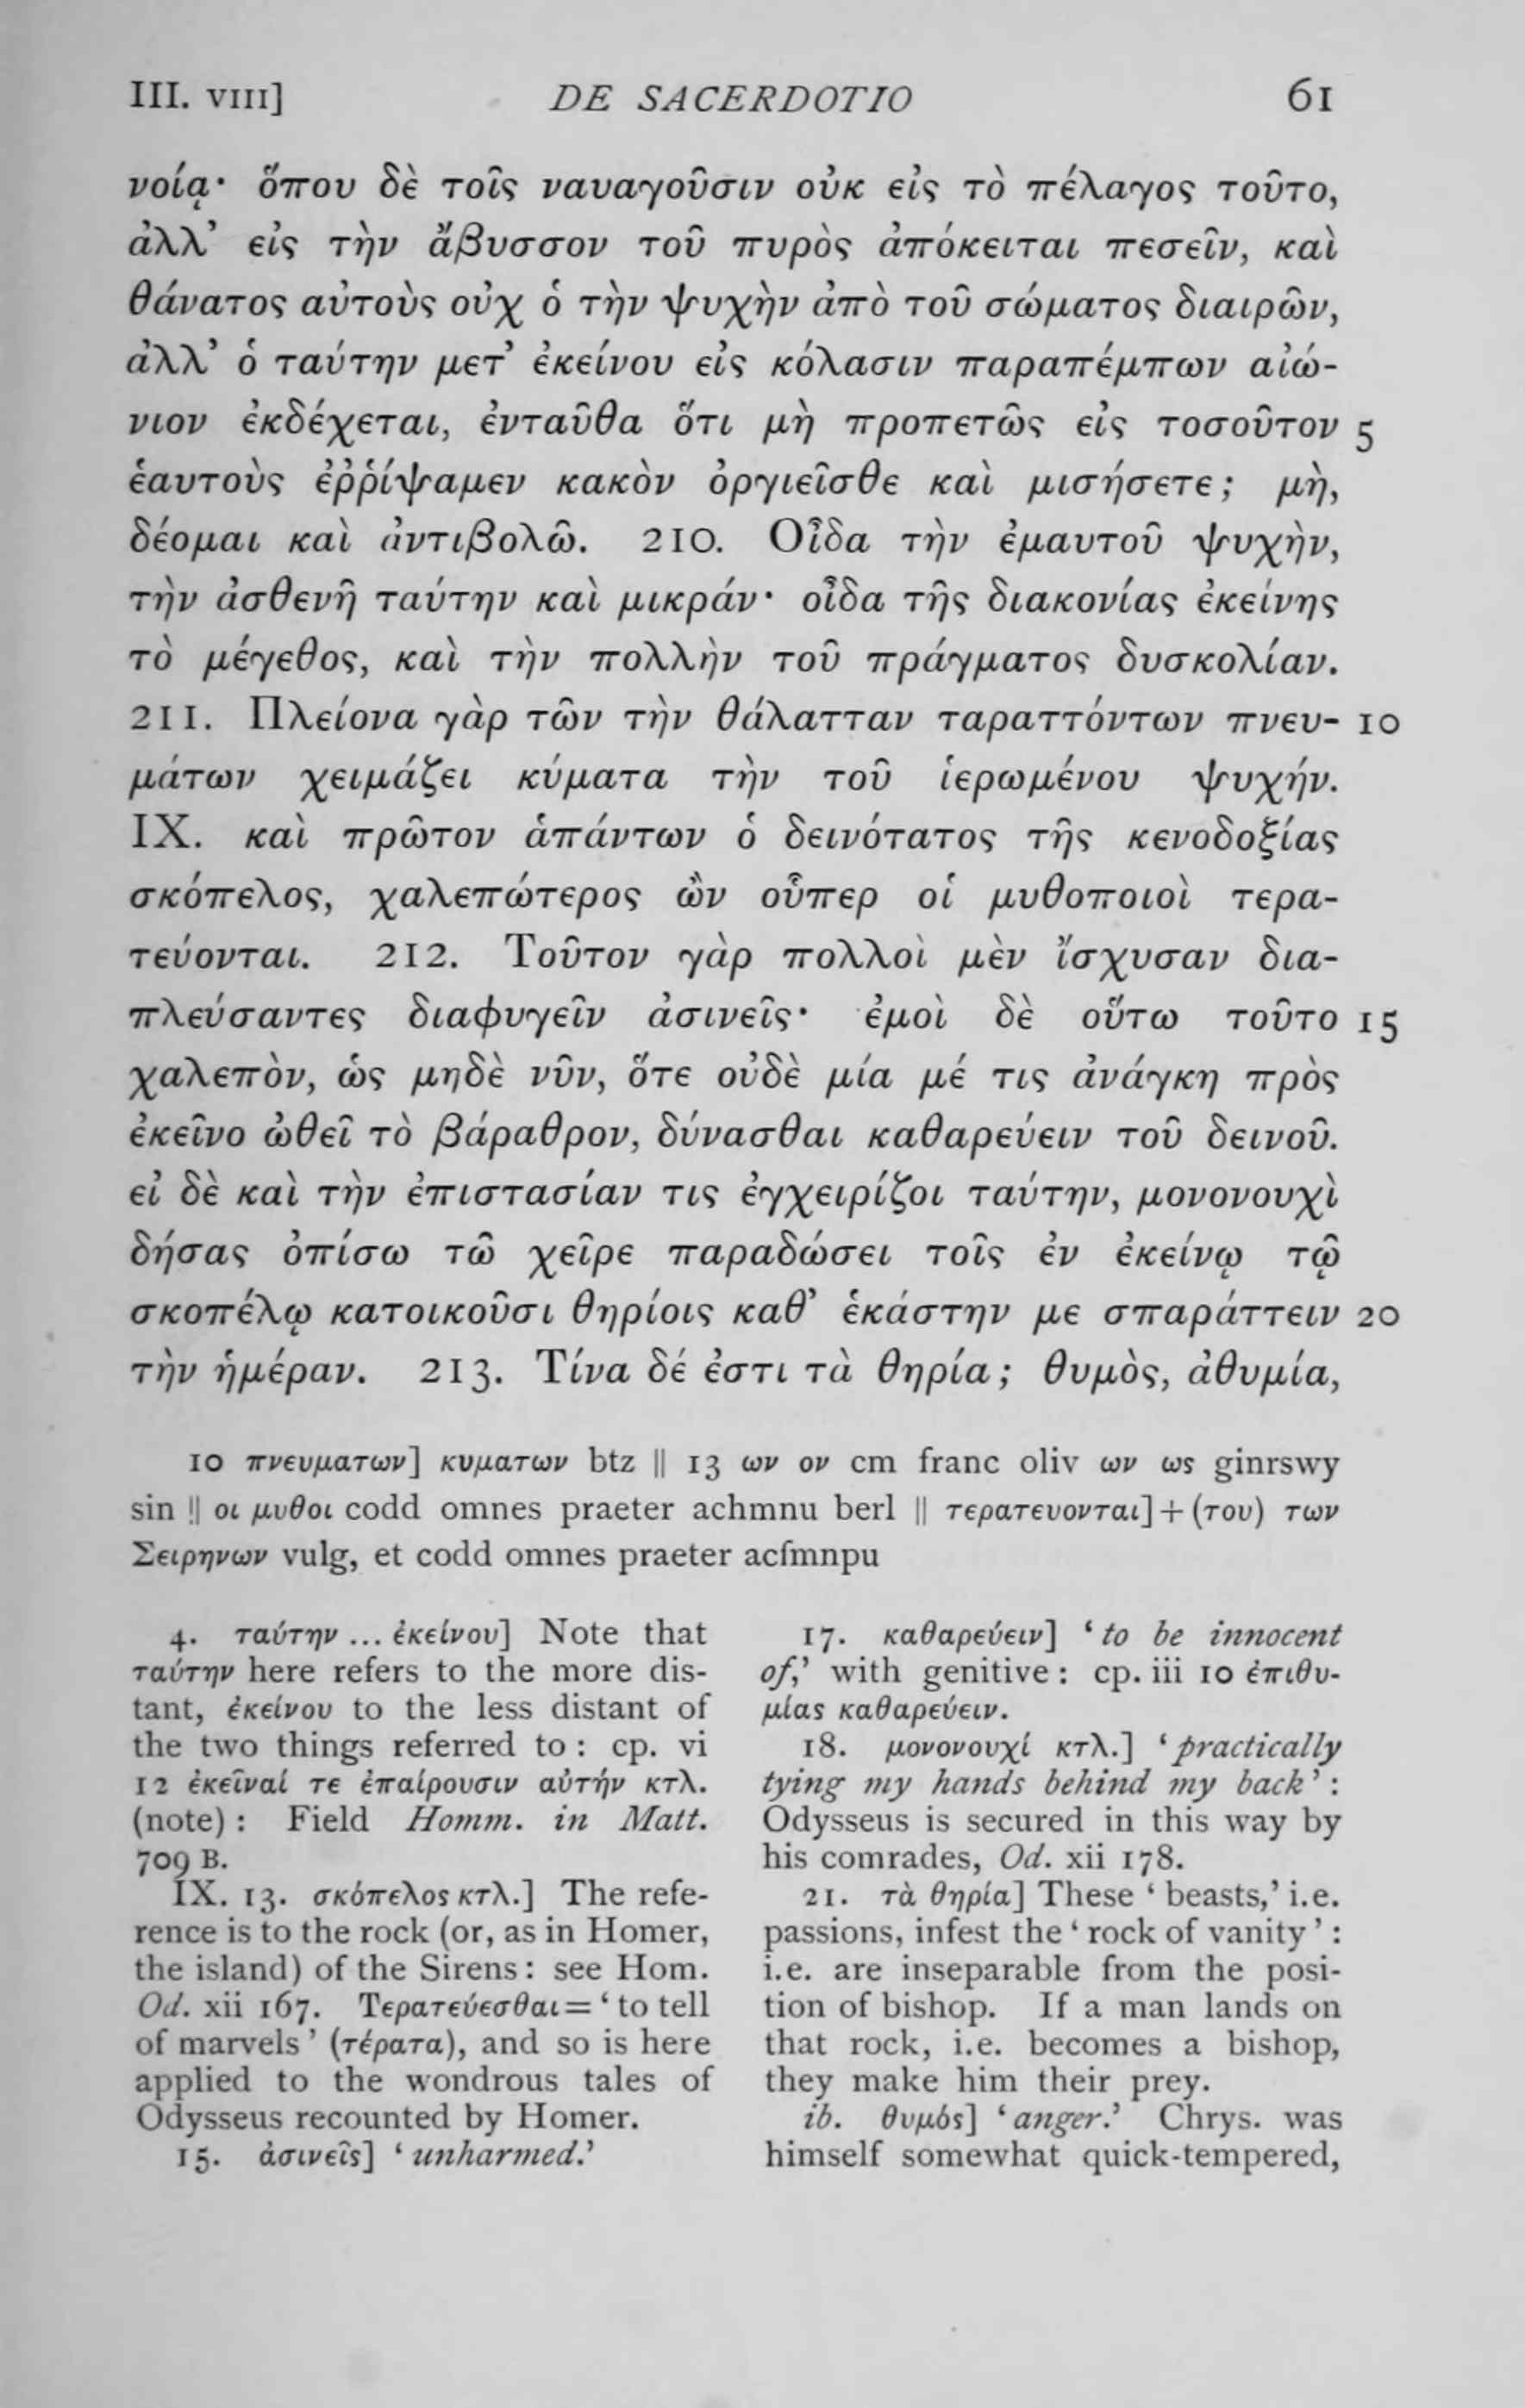 III. VIII] DE SACERDOTIO 61
νοίᾳ· ὅπου δὲ τοῖς ναυαγοῦσιν οὐκ εἰς τὸ πέλαγος τοῦτο,
ἀλλ’ εἰς τὴν ἄβυσσον τοῦ πυρὸς ἀπόκειται πεσεῖν, καὶ
θάνατος αὐτοὺς οὐχ ὁ τὴν ψυχὴν ἀπὸ τοῦ σώματος διαιρῶν,
ἀλλ’ ὁ ταύτην μετ’ ἐκείνου εἰς κόλασιν παραπέμπων αἰώ-
νιον ἐκδέχεται, ἐνταῦθα ὅτι μὴ προπετῶς εἰς τοσοῦτον 5
ἑαυτοὺς ἐῤῥίψαμεν κακὸν ὀργιεῖσθε καὶ μισήσετε; μὴ,
δέομαι καὶ ἀντιβολῶ. 210. Οἶδα τὴν ἐμαυτοῦ ψυχὴν,
τὴν ἀσθενῆ ταύτην καὶ μικράν· οἶδα τῆς διακονίας ἐκείνης
τὸ μέγεθος, καὶ τὴν πολλὴν τοῦ πράγματος δυσκολίαν.
211. Πλείονα γὰρ τῶν τὴν θάλατταν ταραττόντων πνευ- 10
μάτων χειμάζει κύματα τὴν τοῦ ἱερωμένου ψυχήν.
IX. καὶ πρῶτον ἁπάντων ὁ δεινότατος τῆς κενοδοξίας
σκόπελος, χαλεπώτερος ὢν οὗπερ οἱ μυθοποιοὶ τερα-
τεύονται. 212. Τοῦτον γὰρ πολλοὶ μὲν ἴσχυσαν δια-
πλεύσαντες διαφυγεῖν ἀσινεῖς· ἐμοὶ δὲ οὕτω τοῦτο 15
χαλεπὸν, ὡς μηδὲ νῦν, ὅτε οὐδὲ μία μέ τις ἀνάγκη πρὸς
ἐκεῖνο ὠθεῖ τὸ βάραθρον, δύνασθαι καθαρεύειν τοῦ δεινοῦ.
εἰ δὲ καὶ τὴν ἐπιστασίαν τις ἐγχειρίζοι ταύτην, μονονουχὶ
δήσας ὀπίσω τὼ χεῖρε παραδώσει τοῖς ἐν ἐκείνῳ τῷ
σκοπέλῳ κατοικοῦσι θηρίοις καθ’ ἑκάστην με σπαράττειν 20
τὴν ἡμέραν. 213. Τίνα δέ ἐστι τὰ θηρία; θυμὸς, ἀθυμία,
10 πνευματων] κυματων btz || 13 ων ον cm franc oliv ων ως ginrswy
sin || οι μυθοι codd omnes praeter achmnu berl || τερατευονται]+(του) των
Σειρηνων vulg, et codd omnes praeter acfmnpu
4. ταύτην ... ἐκείνου] Note that
ταύτην here refers to the more dis-
tant, ἐκείνου to the less distant of
the two things referred to : cp. vi
12 ἐκεῖναί τε ἐπαίρουσιν αὐτήν κτλ.
(note) : Field Homm. in Matt.
709 B.
IX. 13. σκόπελος κτλ.] The refe-
rence is to the rock (or, as in Homer,
the island) of the Sirens: see Hom.
Od. xii 167. Τερατεύεσθαι=‘to tell
of marvels’ (τέρατα), and so is here
applied to the wondrous tales of
Odysseus recounted by Homer.
15. ἀσινεῖς] ‘unharmed.’
17. καθαρεύειν] ‘to be innocent
of,’ with genitive : cp. iii 10 ἐπιθυ-
μίας καθαρεύειν.
18. μονονουχί κτλ.] ‘practically
tying my hands behind my back’ :
Odysseus is secured in this way by
his comrades, Od. xii 178.
21. τὰ θηρία] These ‘beasts,’ i.e.
passions, infest the ‘rock of vanity’ :
i.e. are inseparable from the posi-
tion of bishop. If a man lands on
that rock, i.e. becomes a bishop,
they make him their prey.
ib. θυμός] ‘anger.’ Chrys. was
himself somewhat quick-tempered,